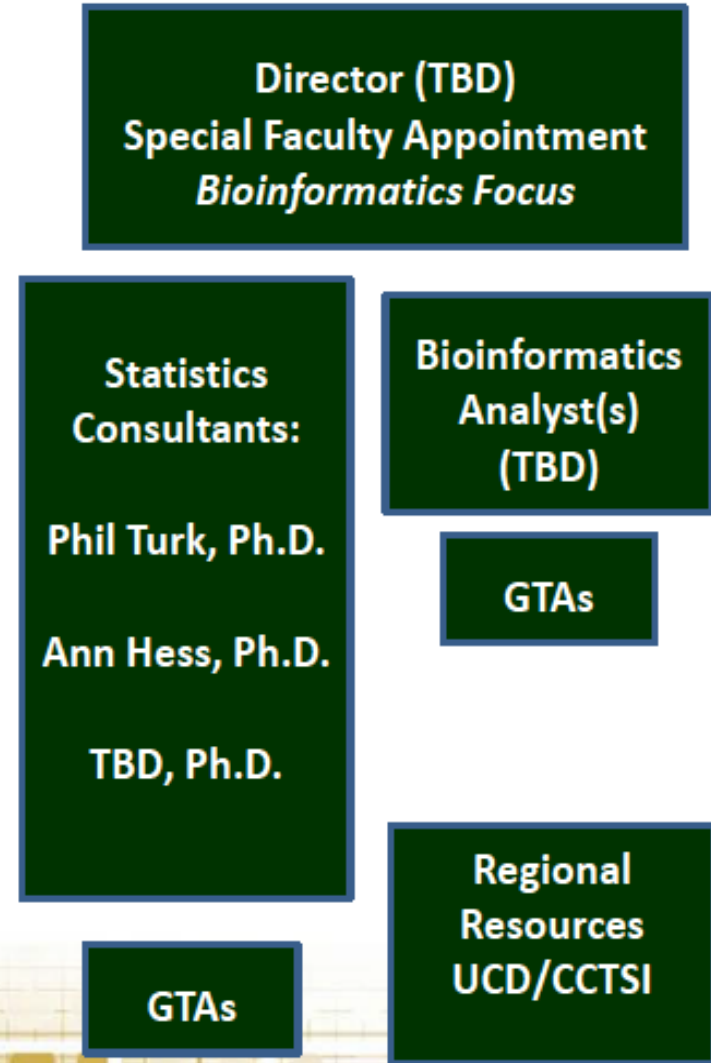 Director (TBD)
Special Faculty Appointment
Bioinformatics Focus
Statistics
Consultants:
Phil Turk, Ph.D.
Ann Hess, Ph.D.
TBD, Ph.D.
Bioinformatics
Analyst(s)
(TBD)
GTAs
Regional
Resources
UCD/CCTSI
GTAs